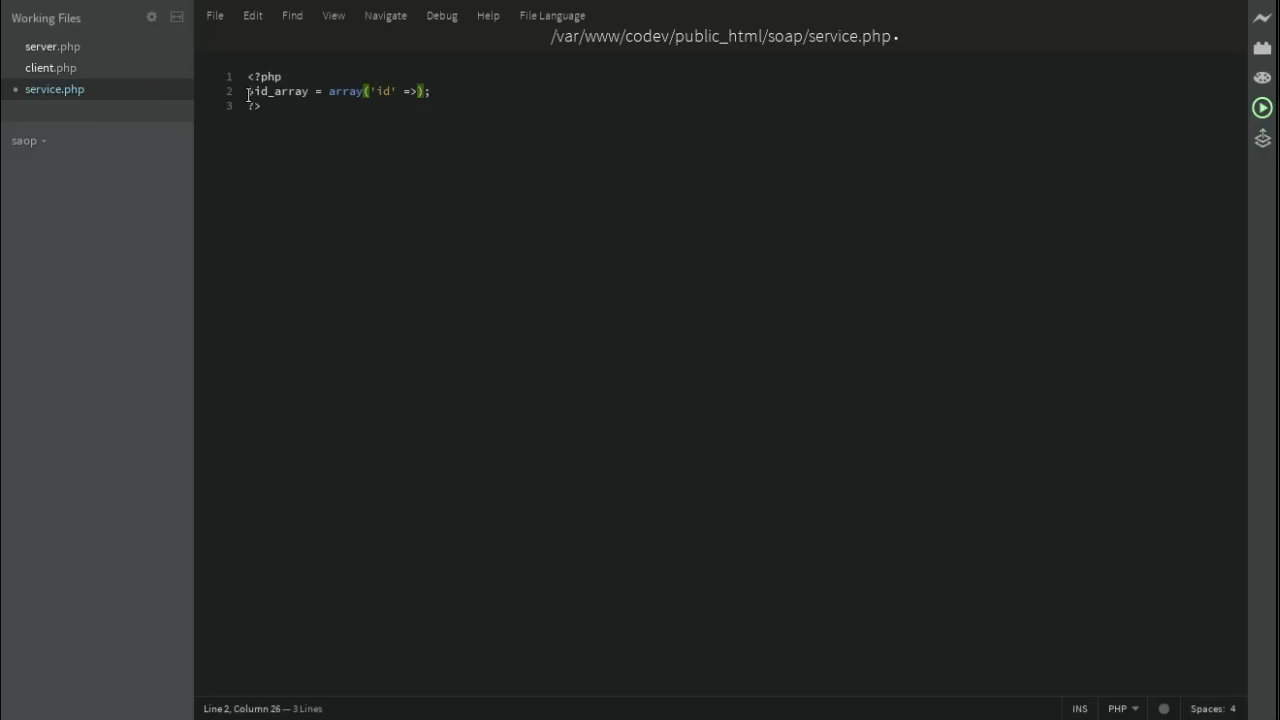 Working Files
server.php
client.php
service.php
saop
File Edit Find View Navigate Debug Help File Language
/var/www/codev/public_html/soap/service.php •
1 <?php
2 $id_array = array('id' =>);
3 ?>
Line 2, Column 26 — 3 Lines
INS PHP Spaces: 4